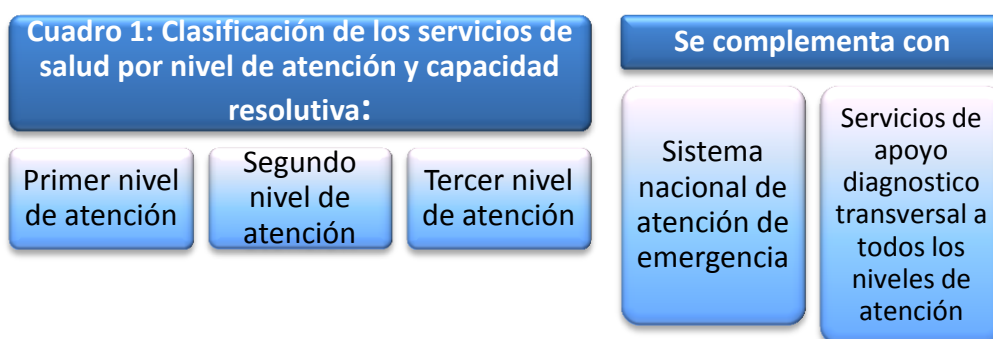 Cuadro 1: Clasificación de los servicios de
salud por nivel de atención y capacidad
resolutiva:
Primer nivel
de atención
Segundo
nivel de
atención
Tercer nivel
de atención
Se complementa con
Sistema
nacional de
atención de
emergencia
Servicios de
apoyo
diagnostico
transversal a
todos los
niveles de
atención